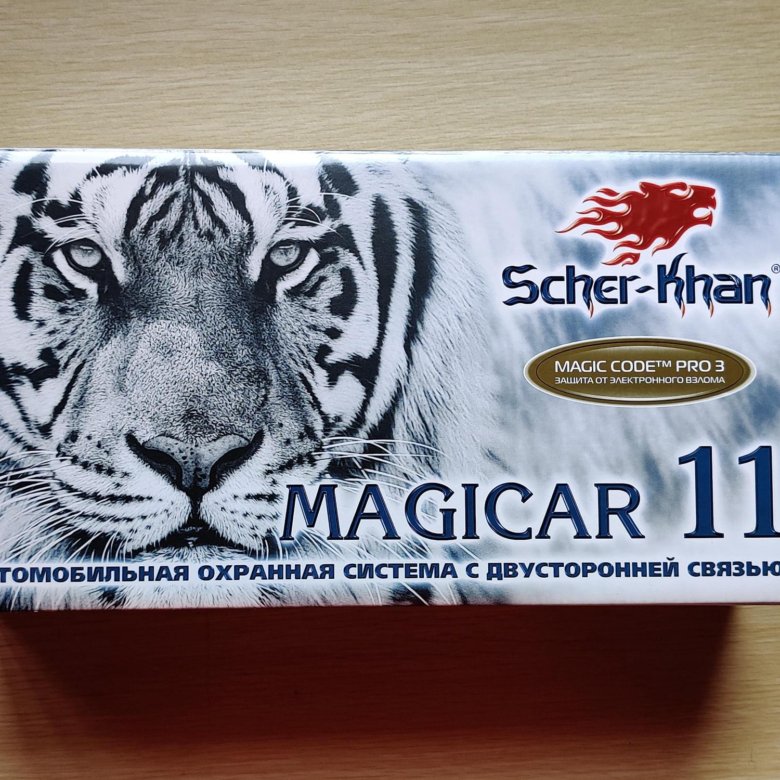 Scher-Khan®
MAGIC CODE™ PRO 3
ЗАЩИТА ОТ ЭЛЕКТРОННОГО ВЗЛОМА
MAGICAR 11
ТОМОБИЛЬНАЯ ОХРАННАЯ СИСТЕМА С ДВУСТОРОННЕЙ СВЯЗЬЮ